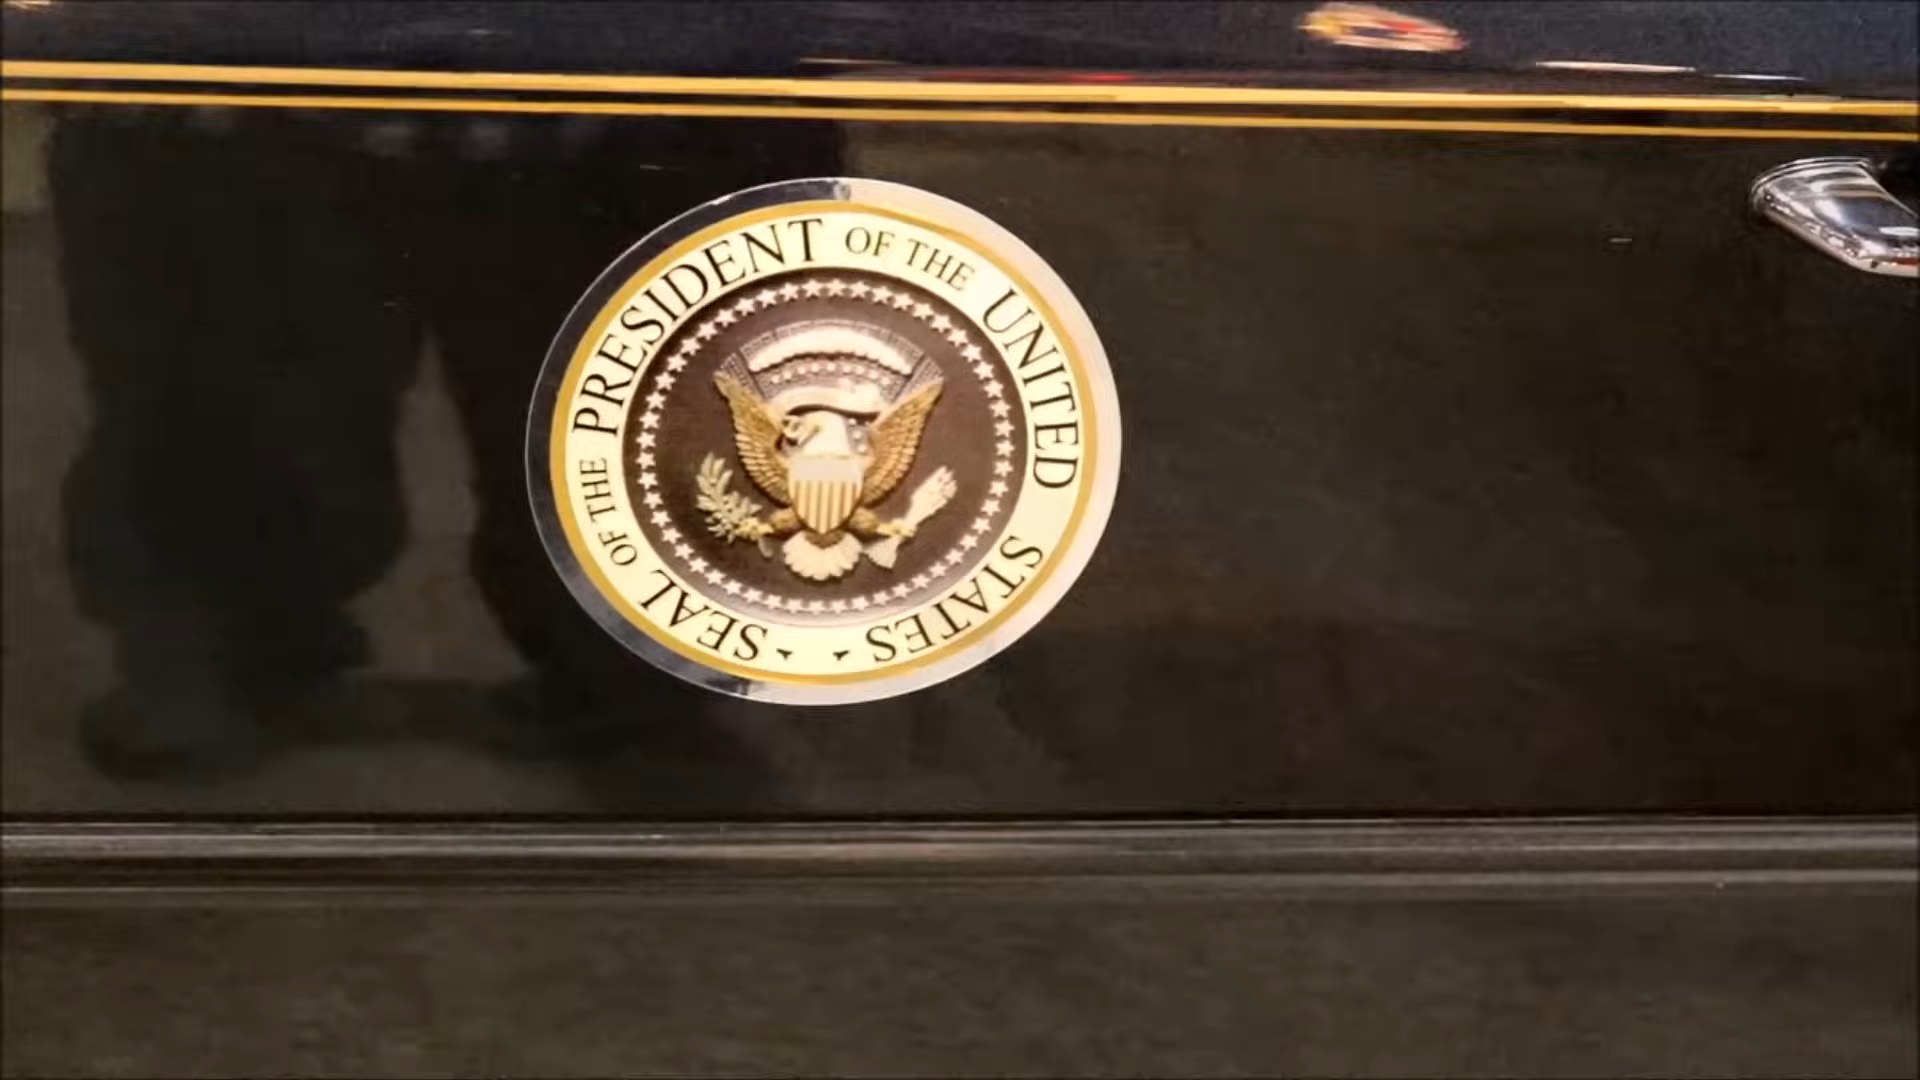 SEAL OF THE PRESIDENT OF THE UNITED STATES